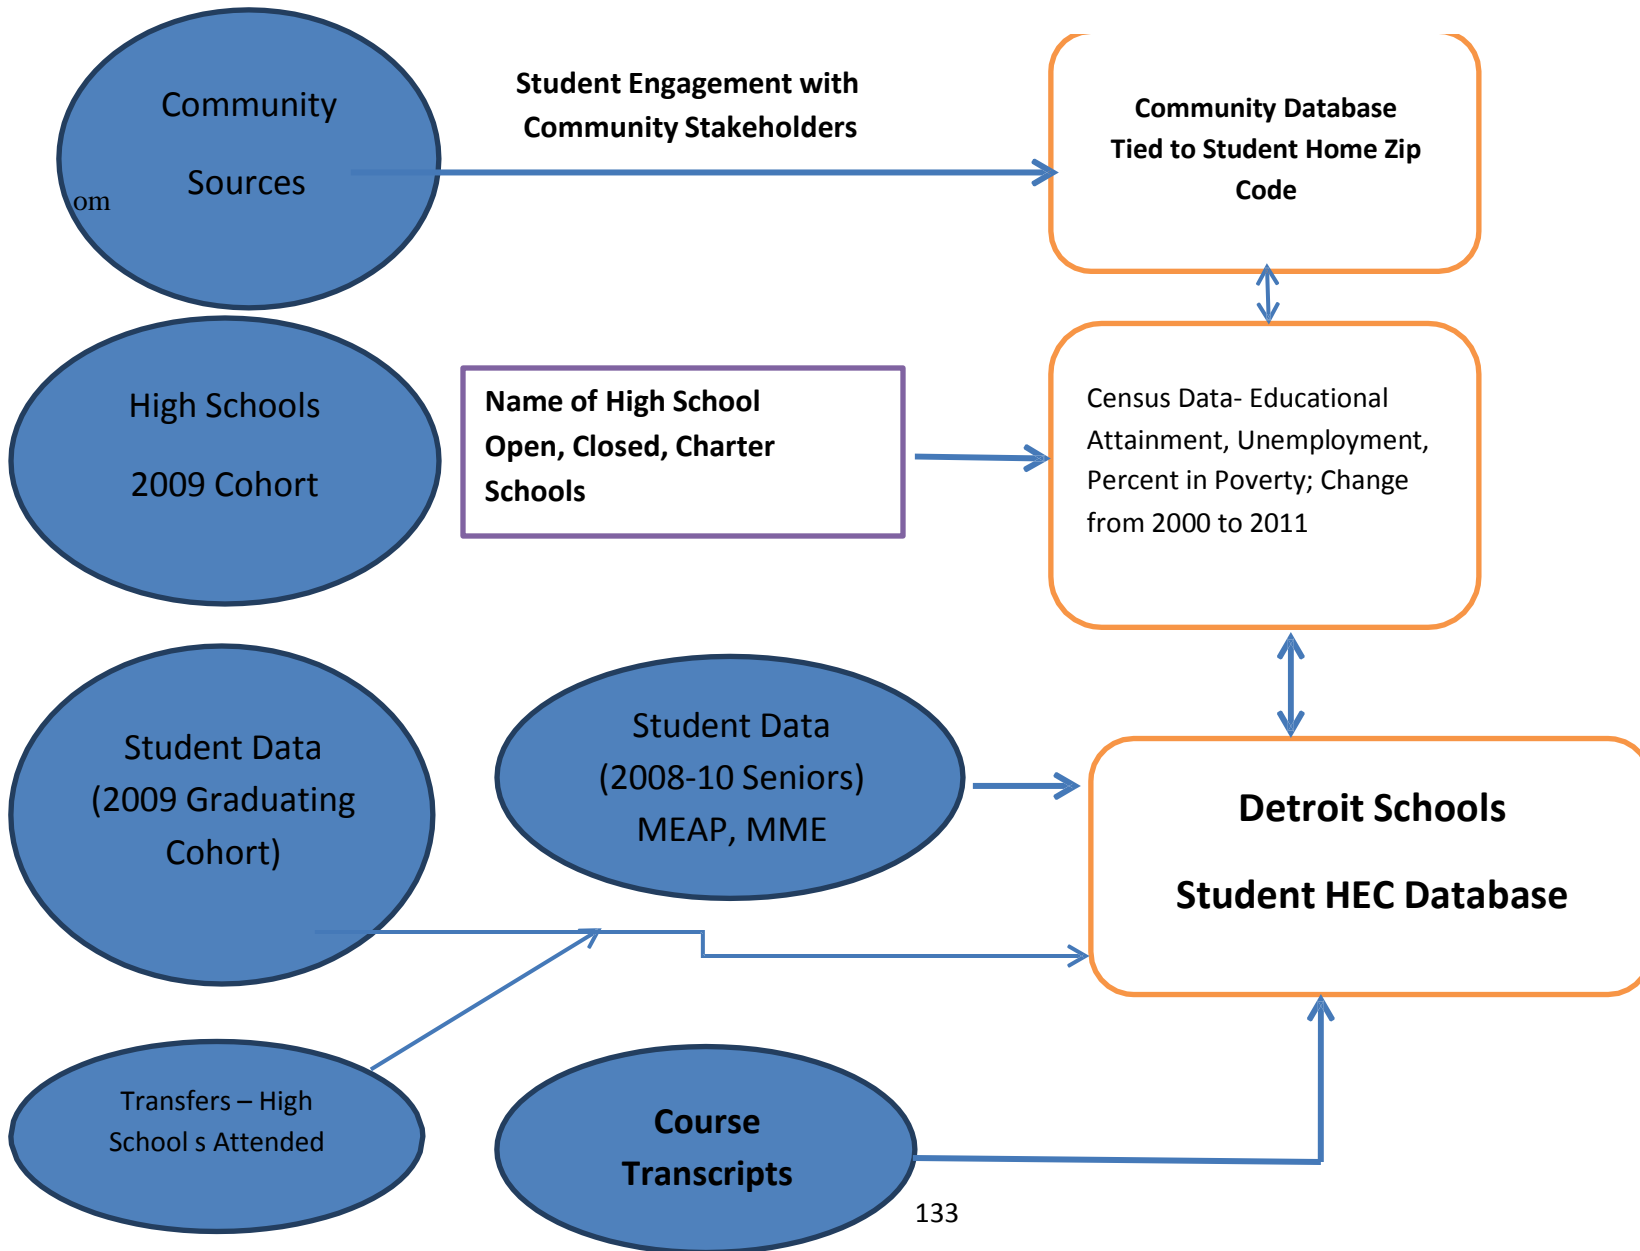 Community
Sources
om
Student Engagement with
Community Stakeholders
Community Database
Tied to Student Home Zip
Code
High Schools
2009 Cohort
Name of High School
Open, Closed, Charter
Schools
Census Data- Educational
Attainment, Unemployment,
Percent in Poverty; Change
from 2000 to 2011
Student Data
(2009 Graduating
Cohort)
Student Data
(2008-10 Seniors)
MEAP, MME
Detroit Schools
Student HEC Database
Transfers – High
School s Attended
Course
Transcripts
133